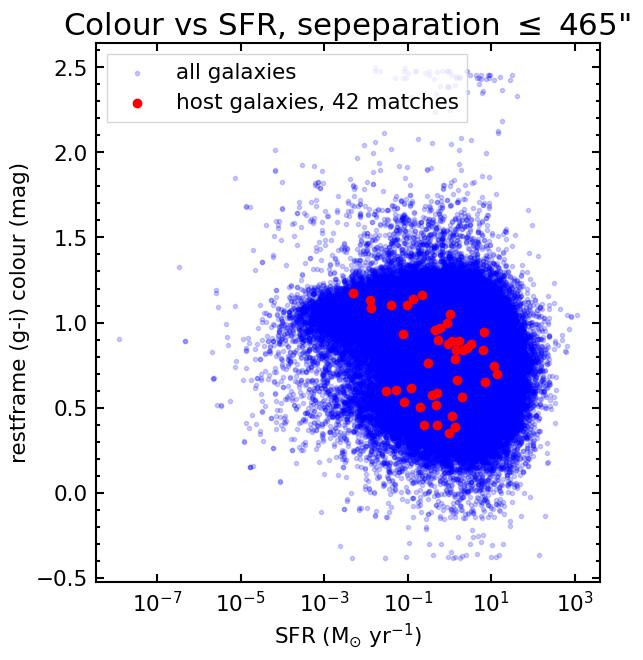 Colour vs SFR, sepeparation ≤ 465"
all galaxies
host galaxies, 42 matches
restframe (g-i) colour (mag)
2.5
2.0
1.5
1.0
0.5
0.0
−0.5
10⁻⁷ 10⁻⁵ 10⁻³ 10⁻¹ 10¹ 10³
SFR (M⊙ yr⁻¹)